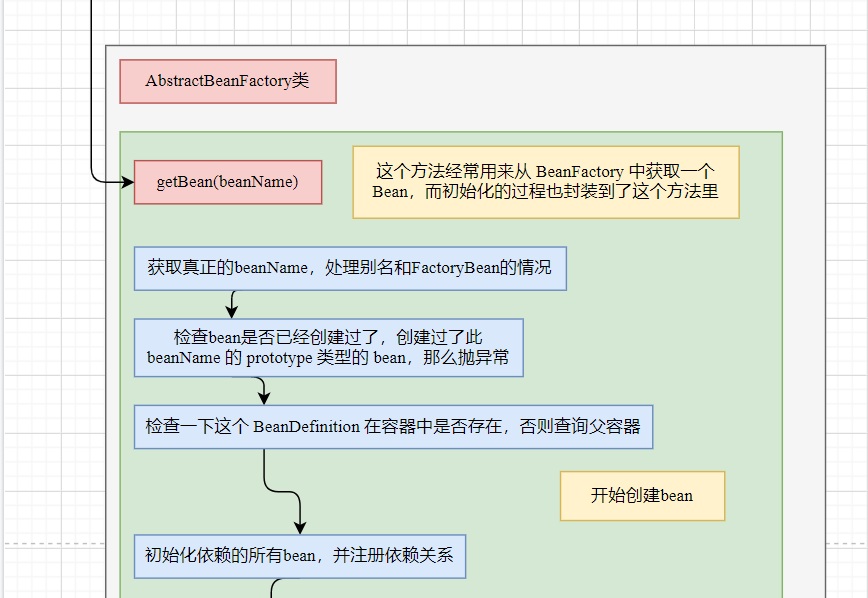 AbstractBeanFactory类
getBean(beanName)
这个方法经常用来从 BeanFactory 中获取一个
Bean，而初始化的过程也封装到了这个方法里
获取真正的beanName，处理别名和FactoryBean的情况
检查bean是否已经创建过了，创建过了此
beanName 的 prototype 类型的 bean，那么抛异常
检查一下这个 BeanDefinition 在容器中是否存在，否则查询父容器
开始创建bean
初始化依赖的所有bean，并注册依赖关系